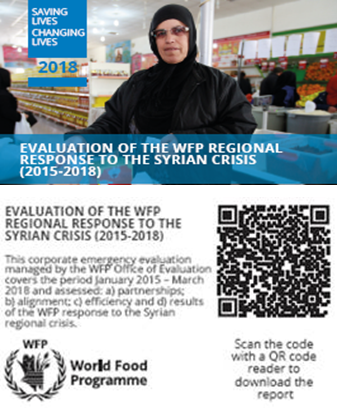 SAVING
LIVES
CHANGING
LIVES
2018
EVALUATION OF THE WFP REGIONAL
RESPONSE TO THE SYRIAN CRISIS
(2015-2018)
EVALUATION OF THE WFP
REGIONAL RESPONSE TO THE
SYRIAN CRISIS (2015-2018)
This corporate emergency evaluation
managed by the WFP Office of Evaluation
covers the period January 2015 – March
2018 and assessed: a) partnerships;
b) alignment; c) efficiency and d) results
of the WFP response to the Syrian
regional crisis.
WFP
World Food
Programme
Scan the code
with a QR code
reader to
download the
report